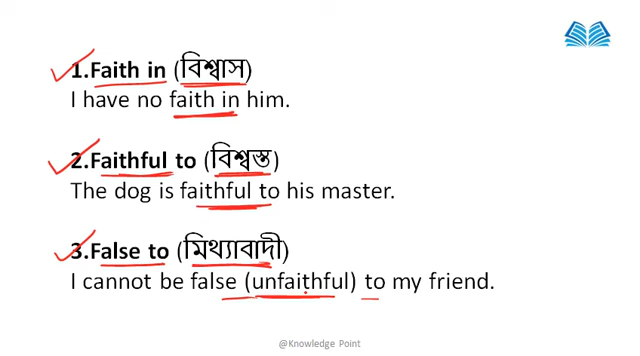 1.Faith in (বিশ্বাস)
I have no faith in him.
2.Faithful to (বিশ্বস্ত)
The dog is faithful to his master.
3.False to (মিথ্যাবাদী)
I cannot be false (unfaithful) to my friend.
@Knowledge Point